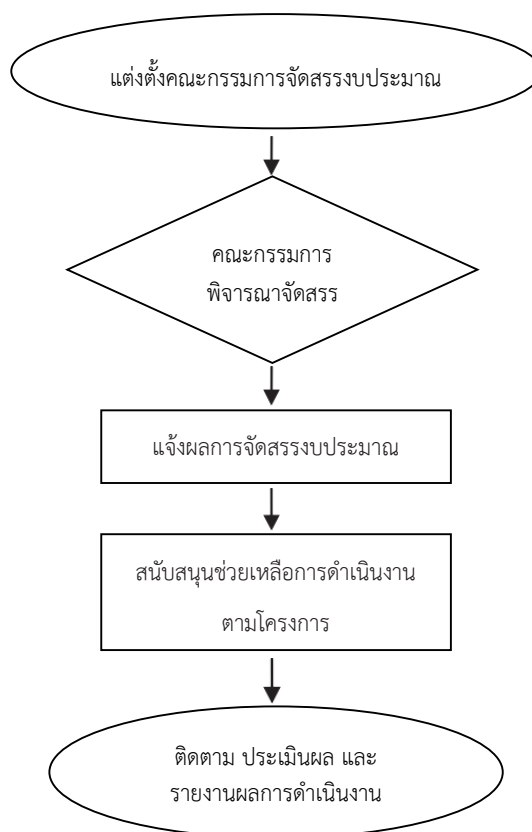 แต่งตั้งคณะกรรมการจัดสรรงบประมาณ
คณะกรรมการ
พิจารณาจัดสรร
แจ้งผลการจัดสรรงบประมาณ
สนับสนุนช่วยเหลือการดำเนินงาน
ตามโครงการ
ติดตาม ประเมินผล และ
รายงานผลการดำเนินงาน